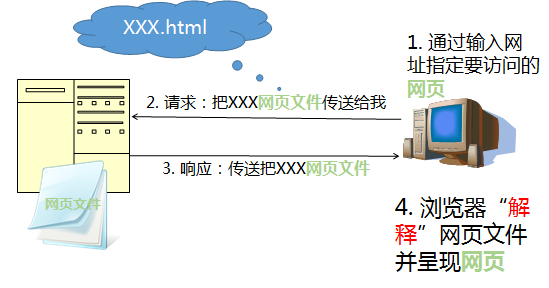 XXX.html
1. 通过输入网
址指定要访问的
网页
2. 请求：把XXX网页文件传送给我
3. 响应：传送把XXX网页文件
网页文件
4. 浏览器“解
释”网页文件
并呈现网页